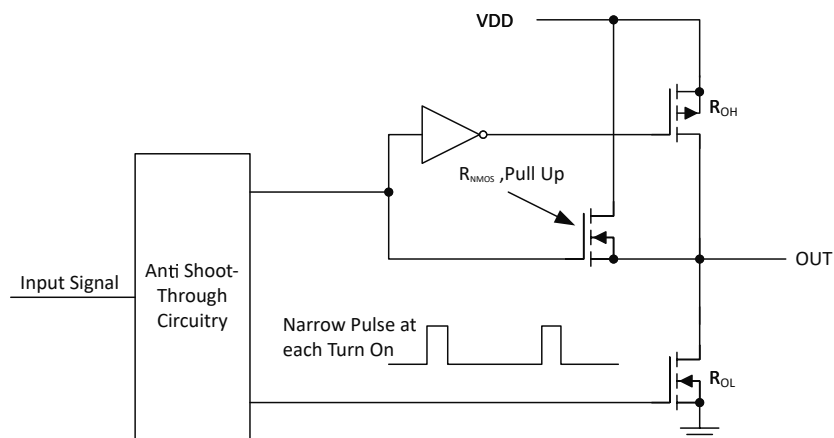 VDD
ROH
RNMOS ,Pull Up
Anti Shoot-
Through
Circuitry
Input Signal
OUT
Narrow Pulse at
each Turn On
ROL